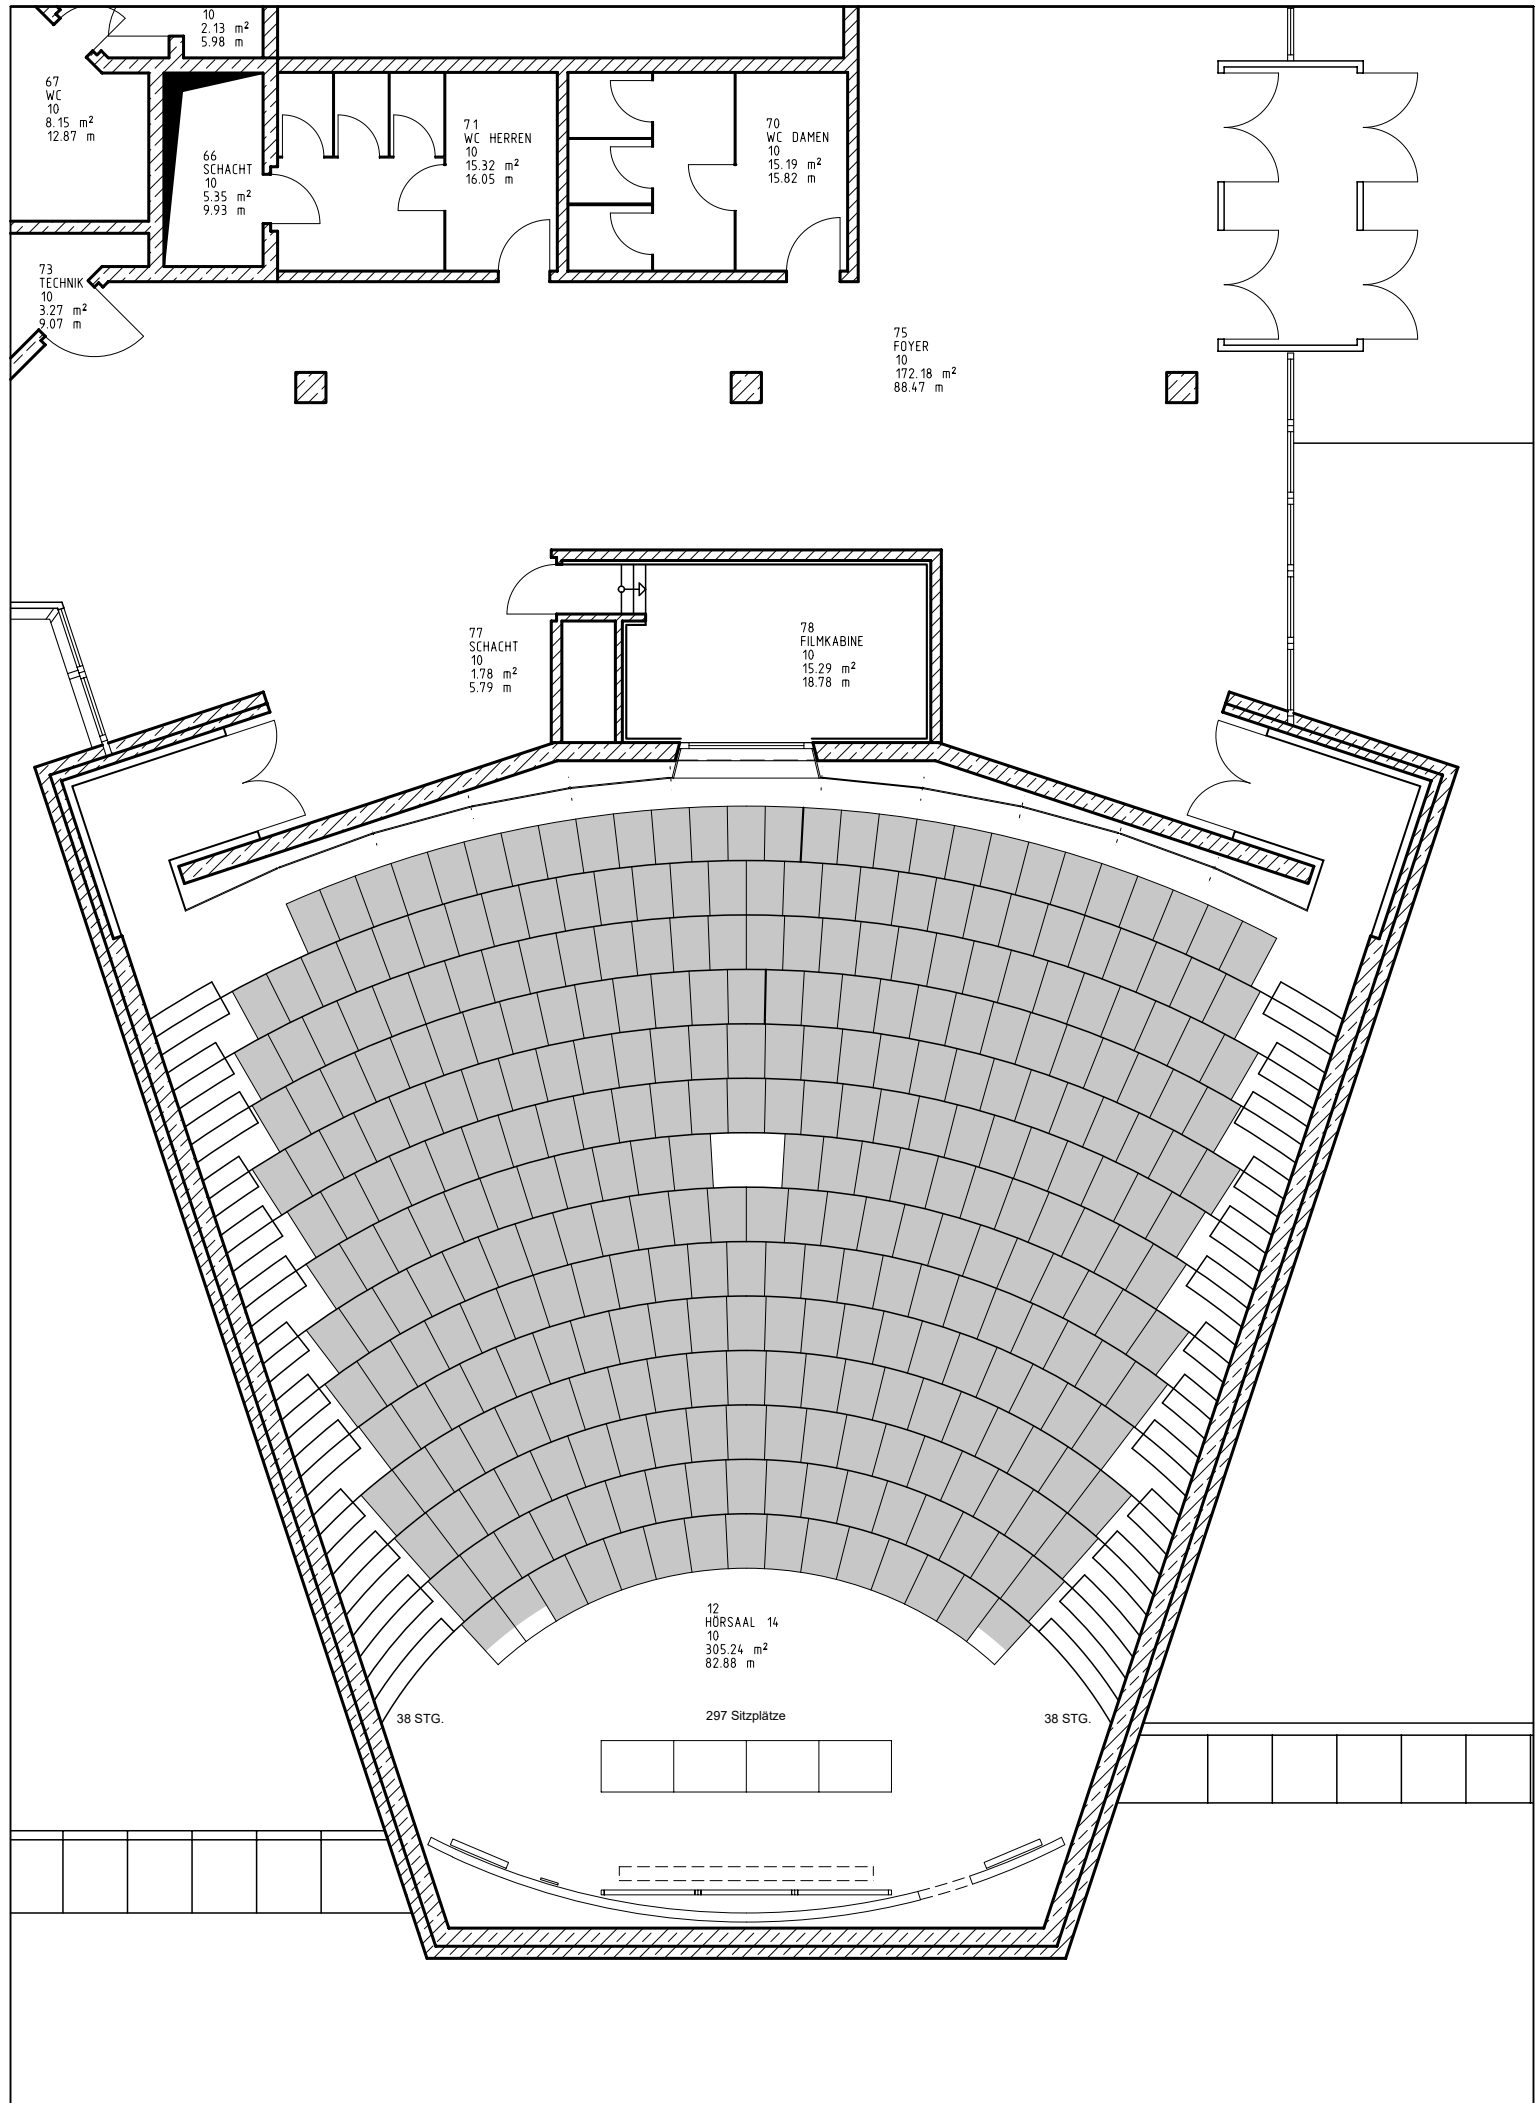 10
2.13 m²
5.98 m
67
WC
10
8.15 m²
12.87 m
66
SCHACHT
10
5.35 m²
9.93 m
71
WC HERREN
10
15.32 m²
16.05 m
70
WC DAMEN
10
15.19 m²
15.82 m
73
TECHNIK
10
3.27 m²
9.07 m
75
FOYER
10
172.18 m²
88.47 m
77
SCHACHT
10
1.78 m²
5.79 m
78
FILMKABINE
10
15.29 m²
18.78 m
12
HÖRSAAL 14
10
305.24 m²
82.88 m
38 STG.
297 Sitzplätze
38 STG.